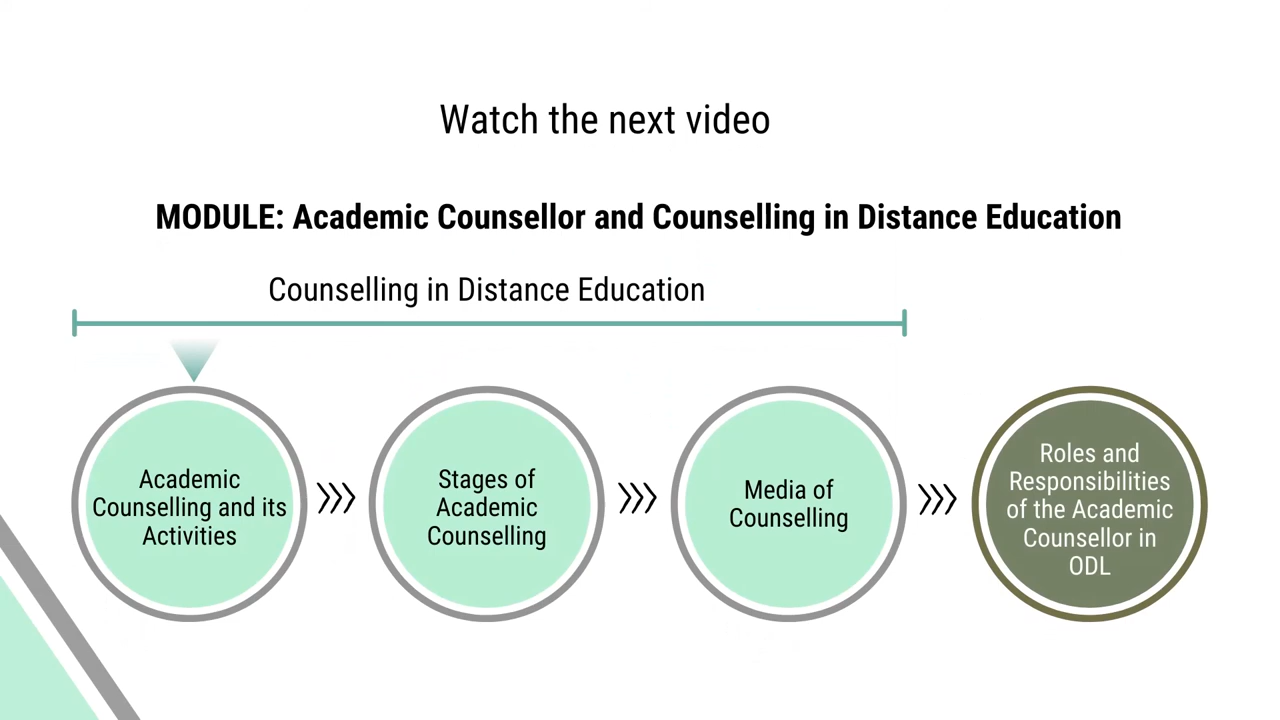 Watch the next video
MODULE: Academic Counsellor and Counselling in Distance Education
Counselling in Distance Education
Academic
Counselling and its
Activities
Stages of
Academic
Counselling
Media of
Counselling
Roles and
Responsibilities
of the Academic
Counsellor in
ODL